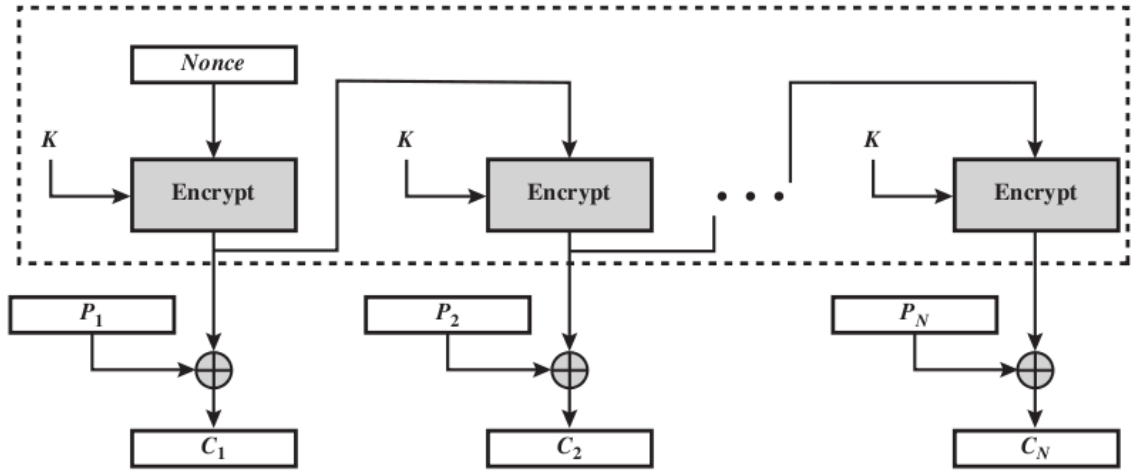 Nonce
K K K
Encrypt Encrypt Encrypt
P1 P2 PN
C1 C2 CN